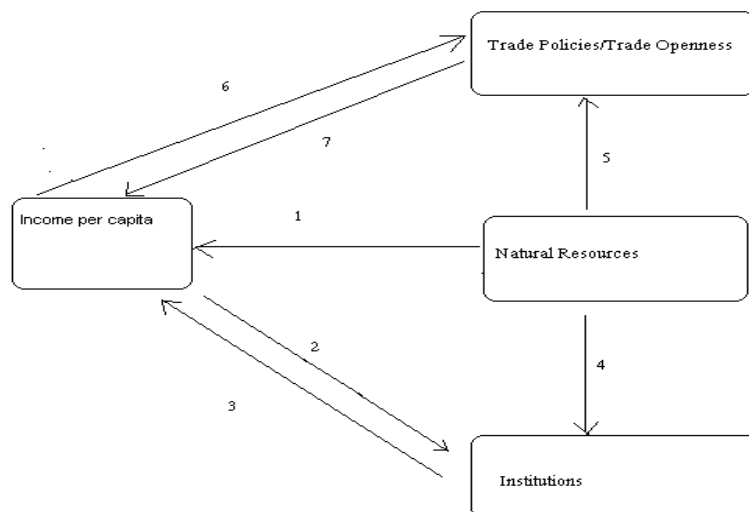 Trade Policies/Trade Openness
6
7
5
Income per capita
1
Natural Resources
2
4
3
Institutions